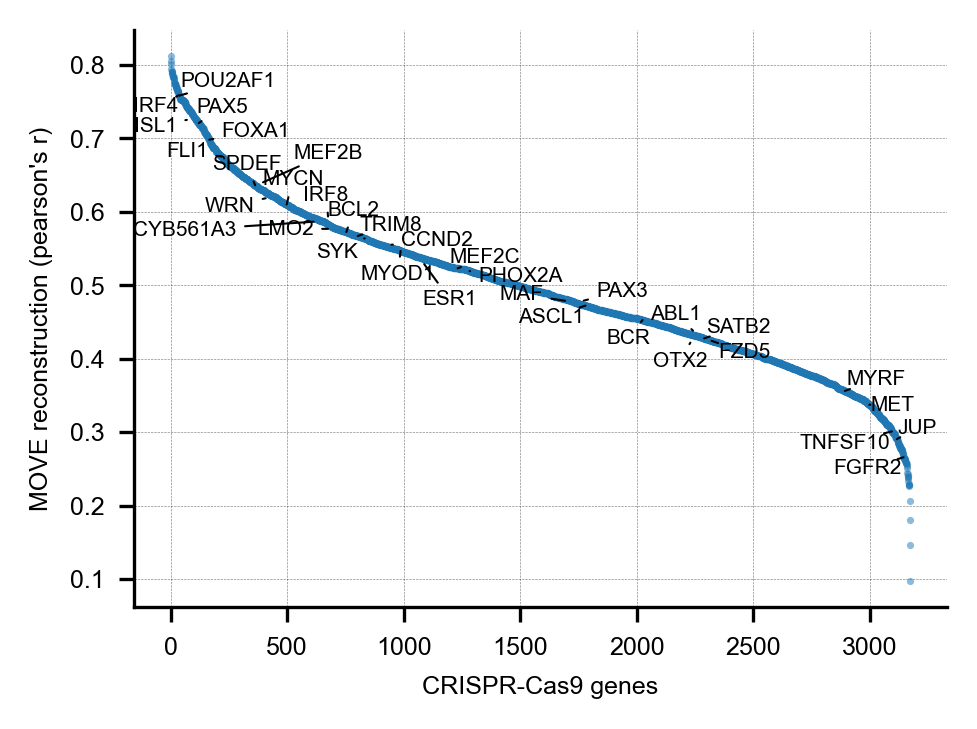 0.8
POU2AF1
IRF4
PAX5
ISL1
FOXA1
0.7
FLI1
MEF2B
SPDEF
MYCN
IRF8
WRN
BCL2
0.6
CYB561A3
LMO2
TRIM8
CCND2
SYK
MEF2C
MYOD1
PHOX2A
0.5
MAF
PAX3
ESR1
ASCL1
ABL1
SATB2
BCR
FZD5
0.4
OTX2
MYRF
MET
0.3
JUP
TNFSF10
FGFR2
0.2
0.1
MOVE reconstruction (pearson's r)
0
500
1000
1500
2000
2500
3000
CRISPR-Cas9 genes